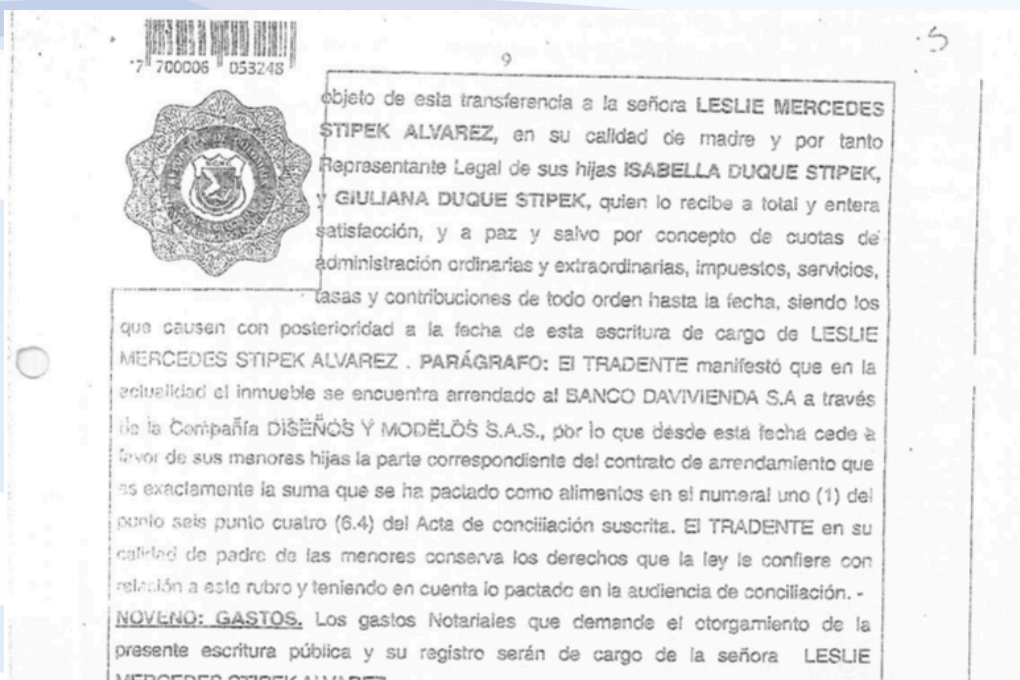 7 700006 053248
9
5
objeto de esta transferencia a la señora LESLIE MERCEDES
STIPEK ALVAREZ, en su calidad de madre y por tanto
Representante Legal de sus hijas ISABELLA DUQUE STIPEK,
y GIULIANA DUQUE STIPEK, quien lo recibe a total y entera
satisfacción, y a paz y salvo por concepto de cuotas de
administración ordinarias y extraordinarias, impuestos, servicios,
tasas y contribuciones de todo orden hasta la fecha, siendo los
que causen con posterioridad a la fecha de esta escritura de cargo de LESLIE
MERCEDES STIPEK ALVAREZ . PARÁGRAFO: El TRADENTE manifestó que en la
actualidad el inmueble se encuentra arrendado al BANCO DAVIVIENDA S.A a través
de la Compañía DISEÑOS Y MODELOS S.A.S., por lo que desde esta fecha cede a
favor de sus menores hijas la parte correspondiente del contrato de arrendamiento que
es exactamente la suma que se ha pactado como alimentos en el numeral uno (1) del
punto seis punto cuatro (6.4) del Acta de conciliación suscrita. El TRADENTE en su
calidad de padre de las menores conserva los derechos que la ley le confiere con
relación a este rubro y teniendo en cuenta lo pactado en la audiencia de conciliación. -
NOVENO: GASTOS. Los gastos Notariales que demande el otorgamiento de la
presente escritura pública y su registro serán de cargo de la señora LESLIE
MERCEDES STIPEK ALVAREZ